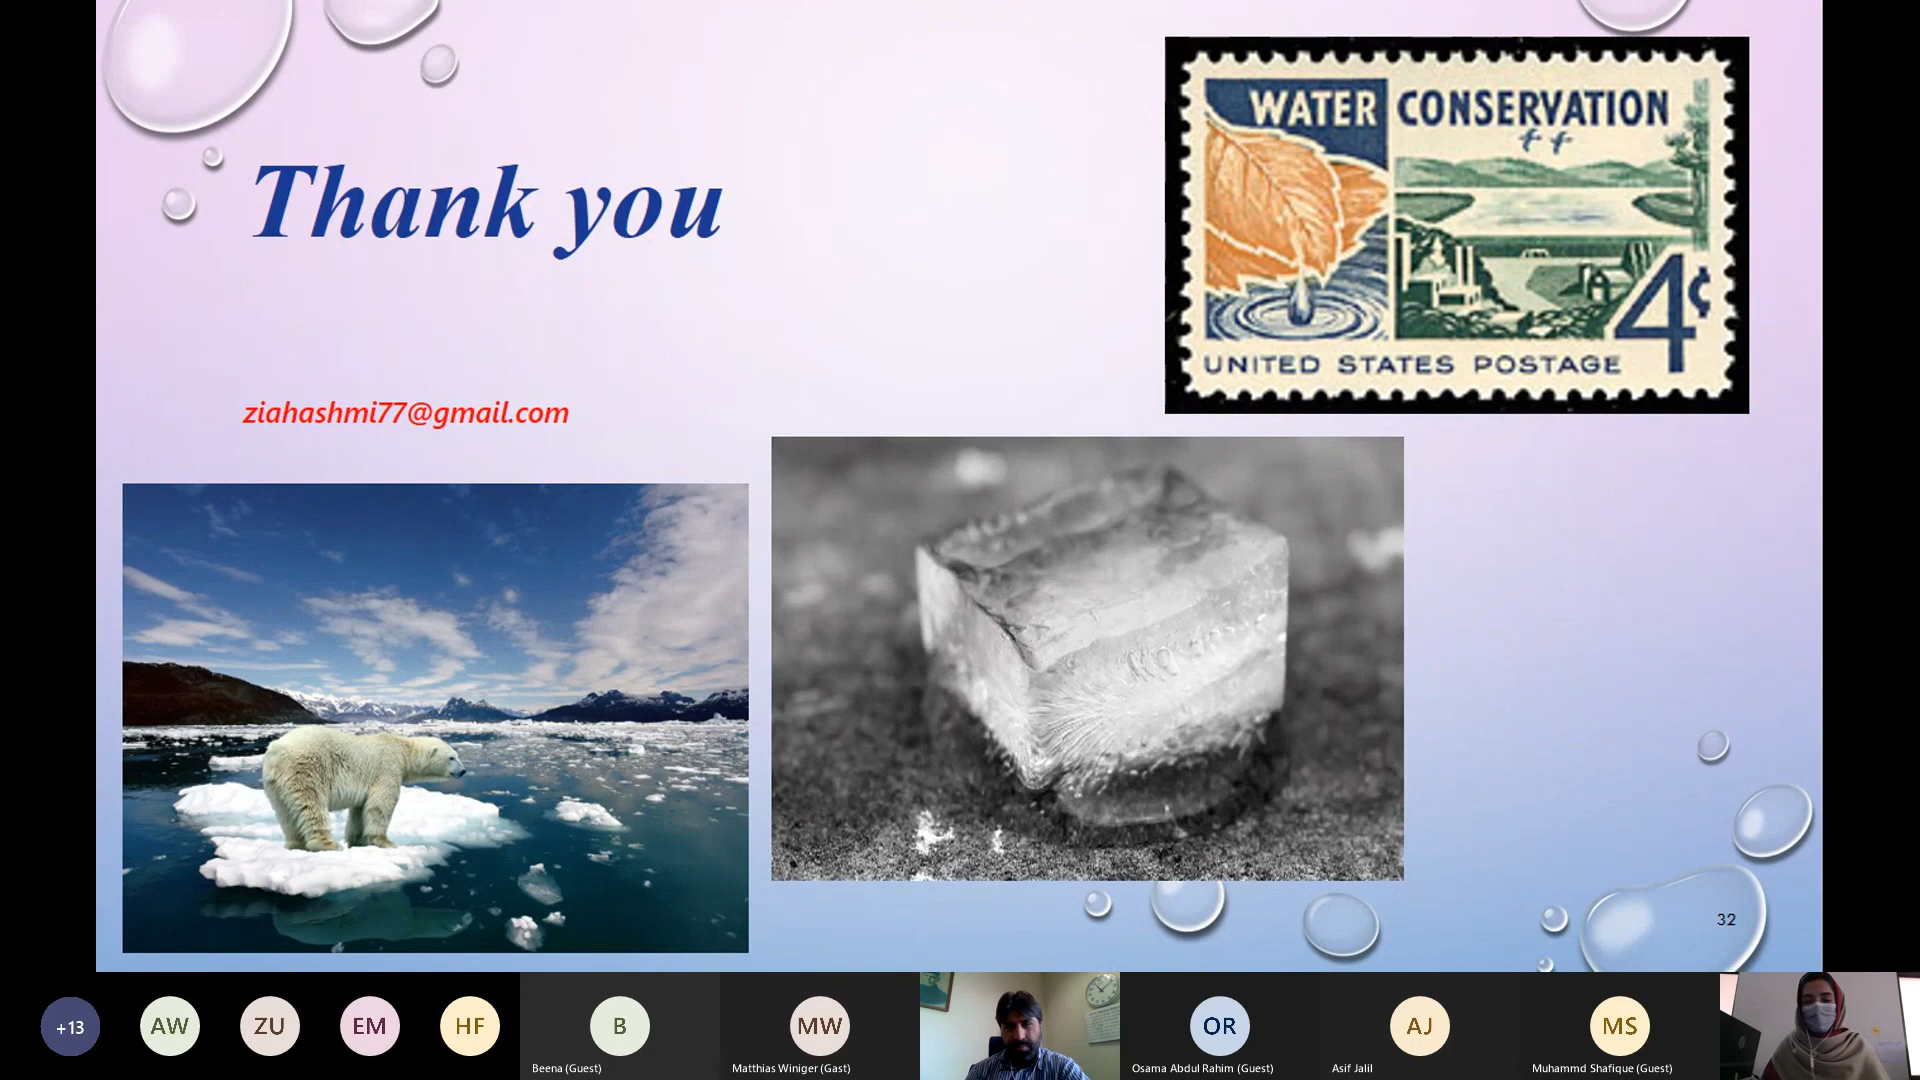 Thank you
WATER CONSERVATION
4¢
UNITED STATES POSTAGE
ziahashmi77@gmail.com
32
+13
AW
ZU
EM
HF
B
MW
OR
AJ
MS
Beena (Guest)
Matthias Winiger (Gast)
Osama Abdul Rahim (Guest)
Asif Jalil
Muhammd Shafique (Guest)